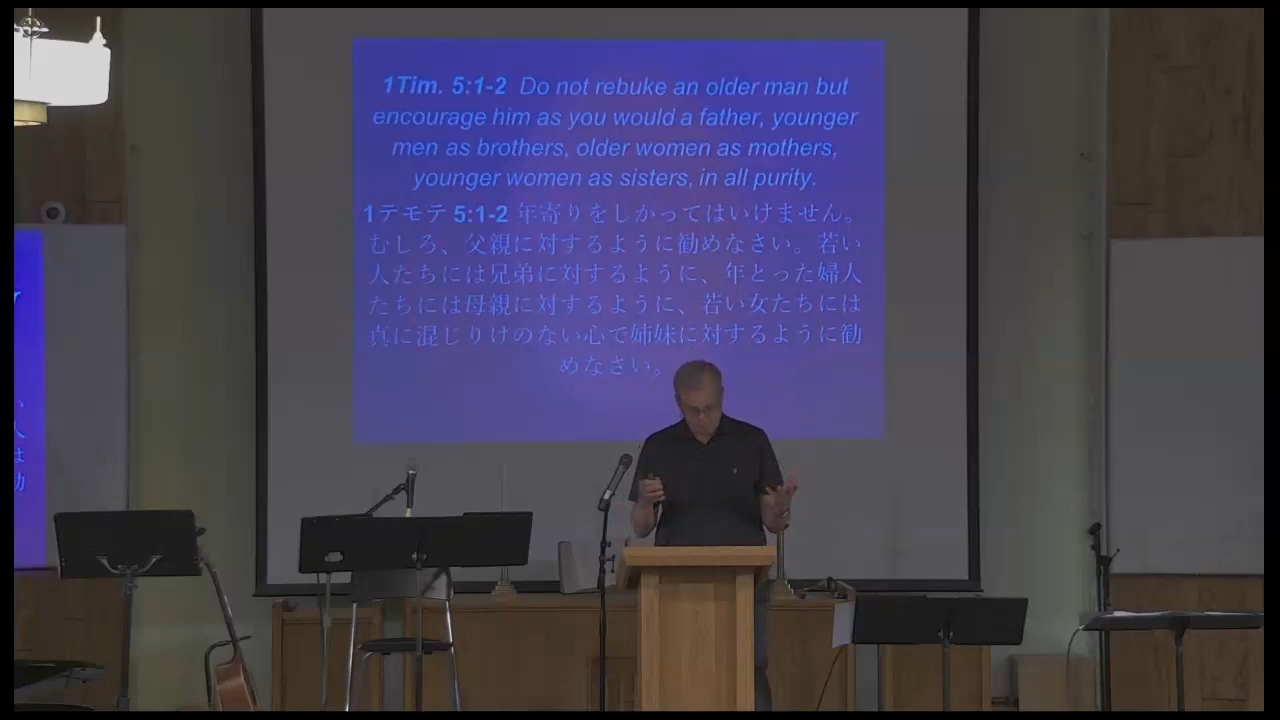 1Tim. 5:1-2 Do not rebuke an older man but
encourage him as you would a father, younger
men as brothers, older women as mothers,
younger women as sisters, in all purity.
1テモテ 5:1-2 年寄りをしかってはいけません。
むしろ、父親に対するように勧めなさい。若い
人たちには兄弟に対するように、年とった婦人
たちには母親に対するように、若い女たちには
真に混じりけのない心で姉妹に対するように勧
めなさい。